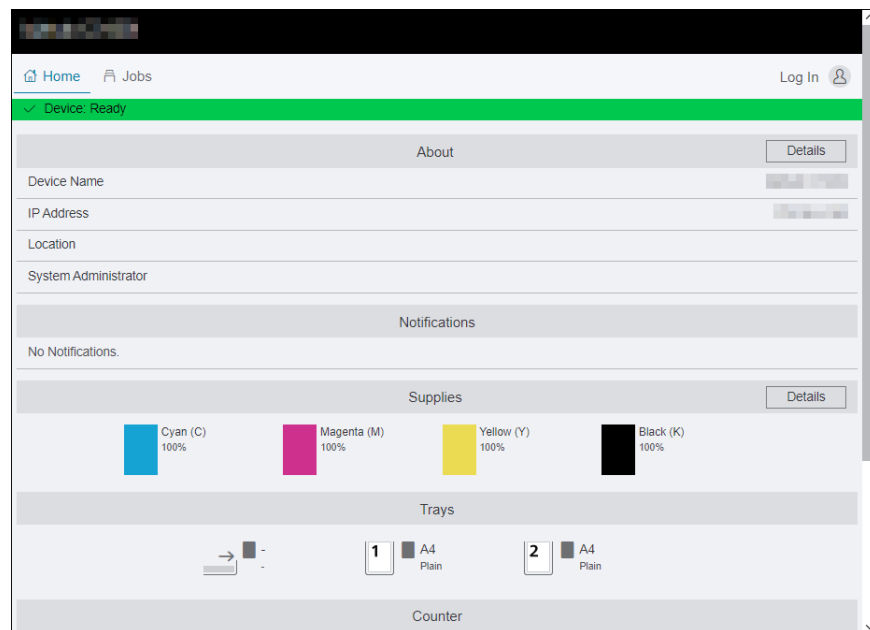 Home Jobs Log In
Device: Ready
About Details
Device Name
IP Address
Location
System Administrator
Notifications
No Notifications.
Supplies Details
Cyan (C) Magenta (M) Yellow (Y) Black (K)
100% 100% 100% 100%
Trays
- 1 A4 2 A4
- Plain Plain
Counter